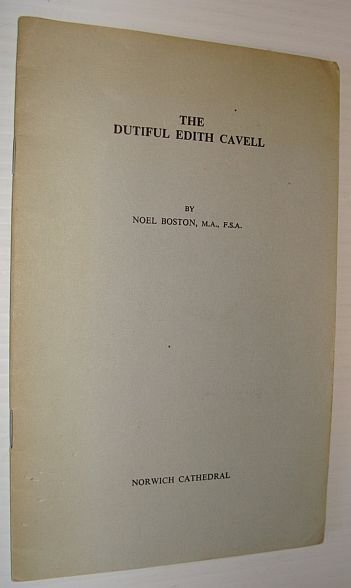 THE
DUTIFUL EDITH CAVELL
BY
NOEL BOSTON, M.A., F.S.A.
NORWICH CATHEDRAL